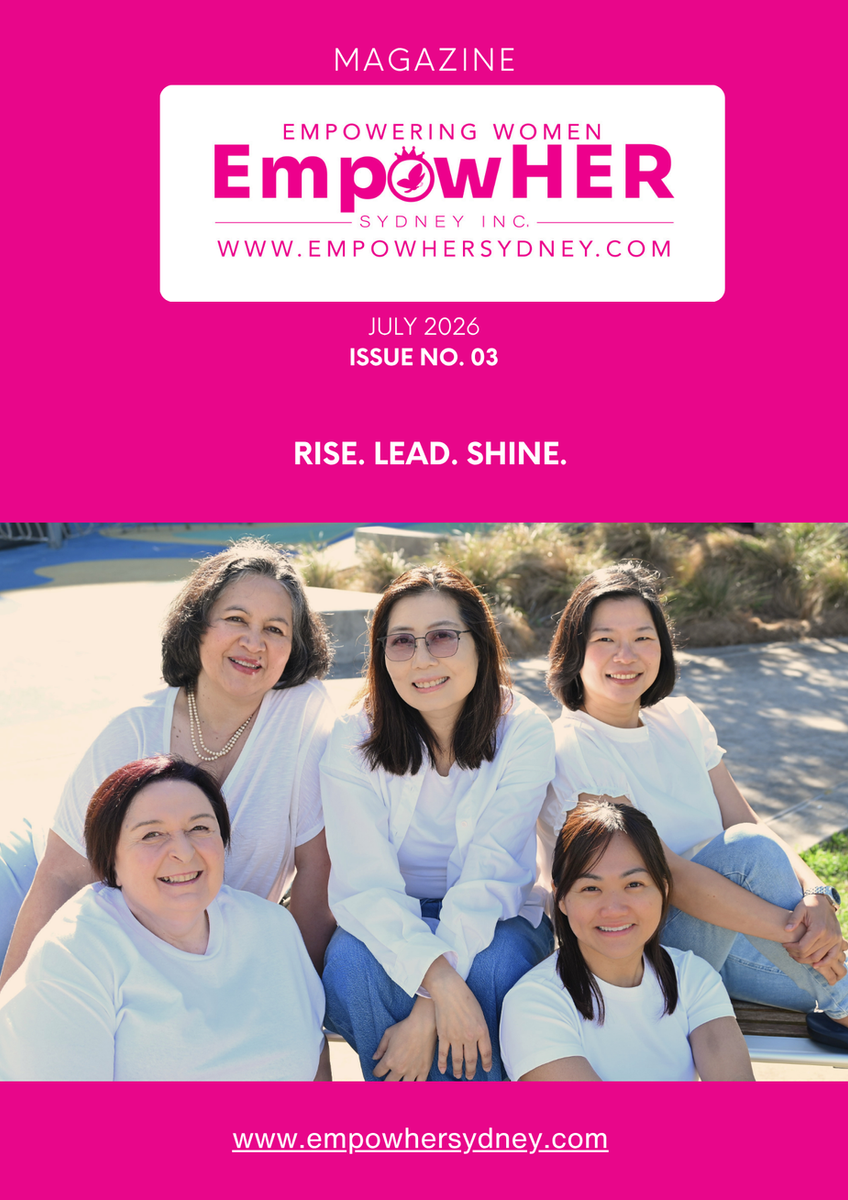 MAGAZINE
EMPOWERING WOMEN
EmpowHER
SYDNEY INC.
WWW.EMPOWHERSYDNEY.COM
JULY 2026
ISSUE NO. 03
RISE. LEAD. SHINE.
www.empowhersydney.com